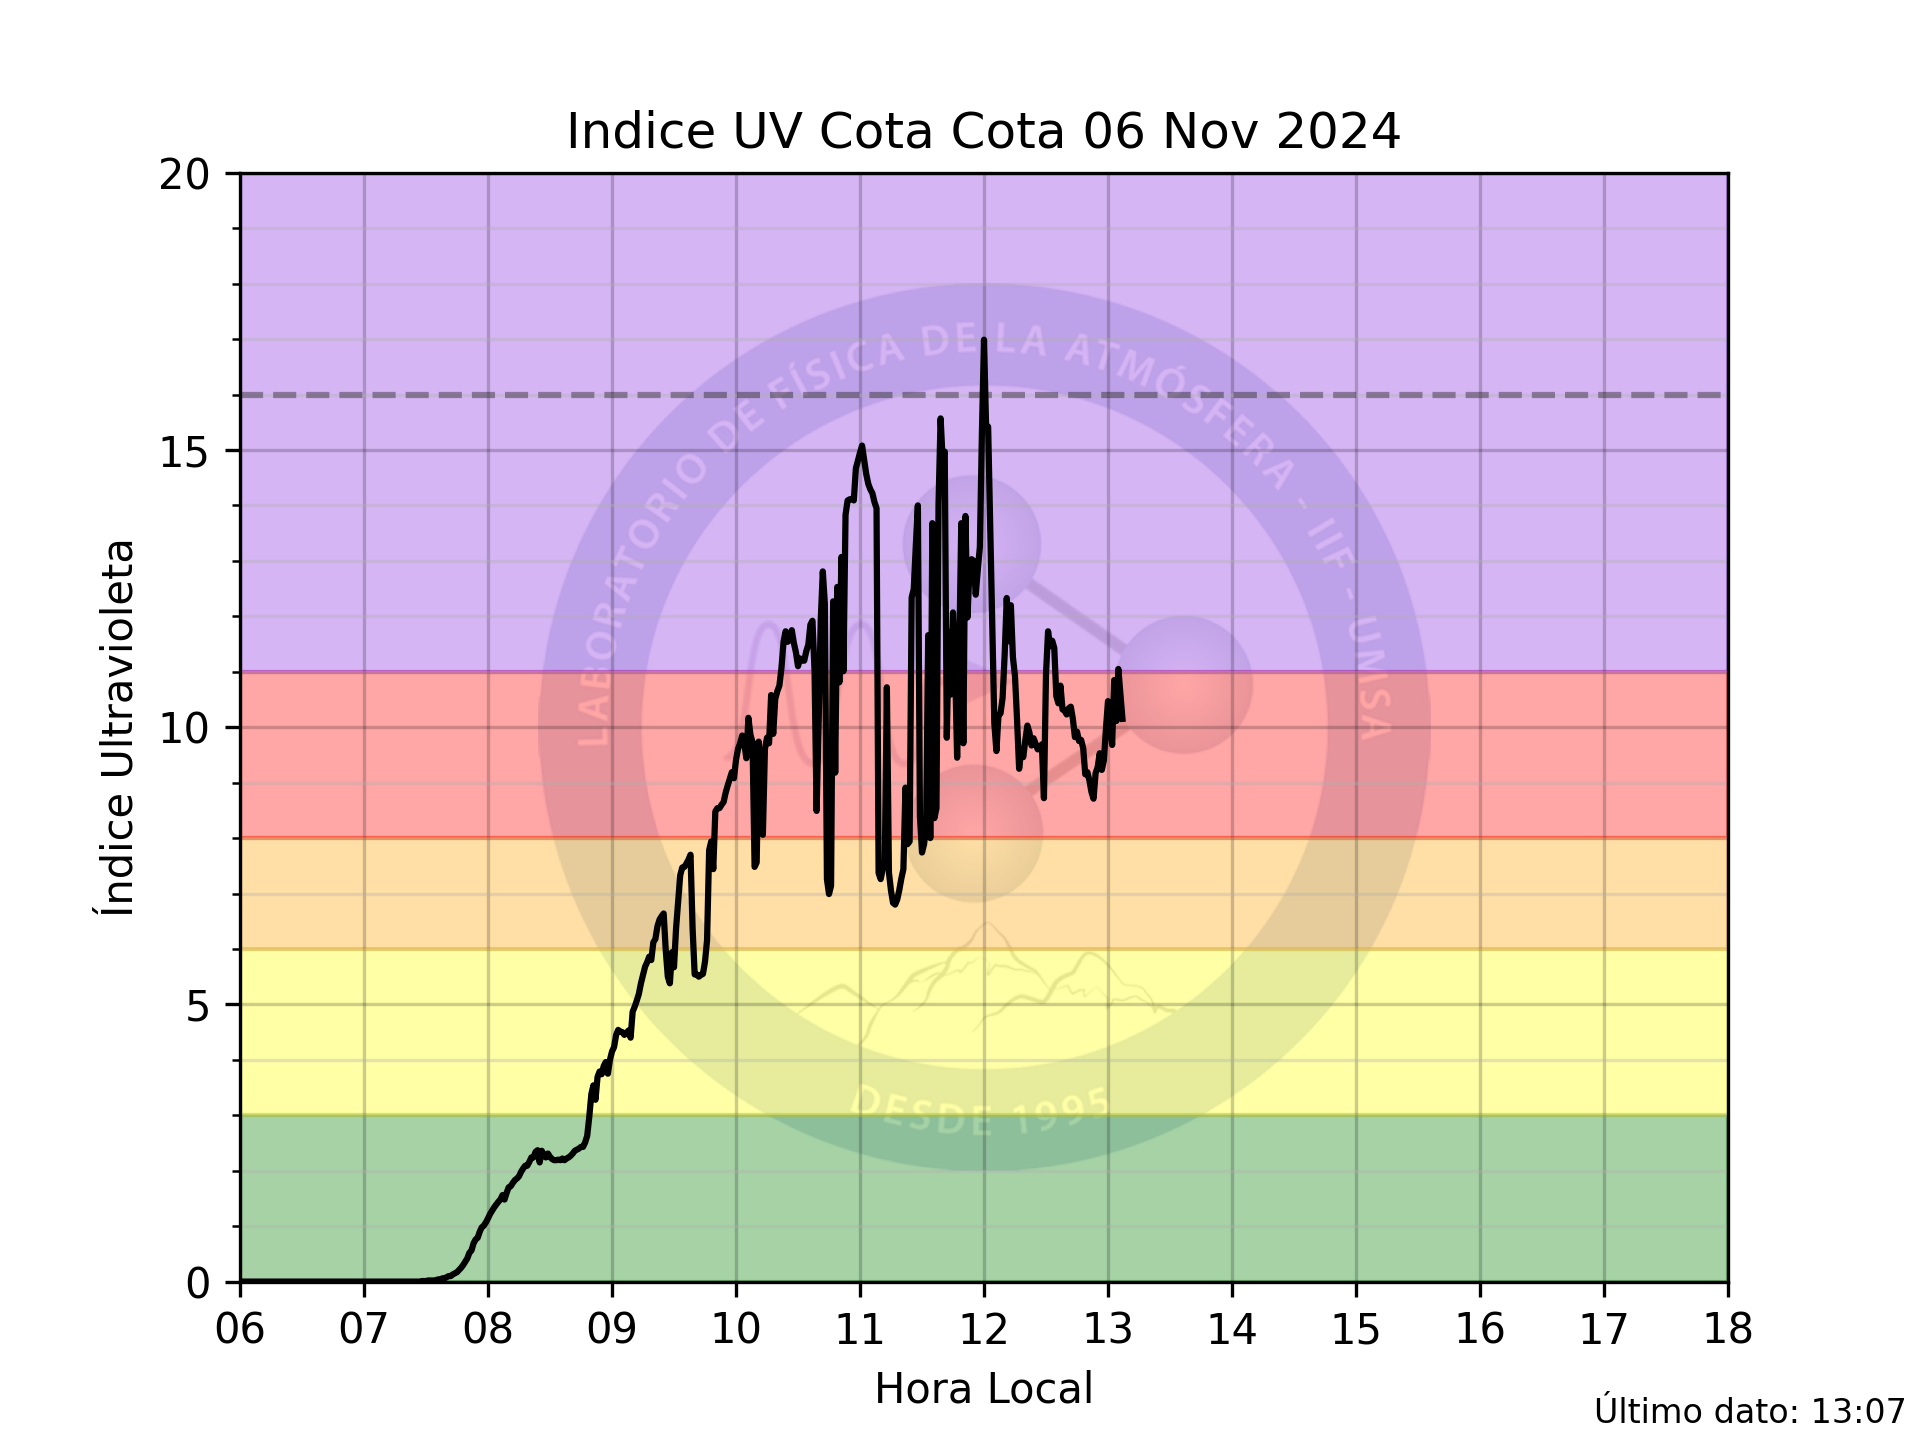 Indice UV Cota Cota 06 Nov 2024
20
15
10
5
0
Índice Ultravioleta
LABORATORIO DE FÍSICA DE LA ATMÓSFERA - IIF - UMSA
DESDE 1995
06 07 08 09 10 11 12 13 14 15 16 17 18
Hora Local
Último dato: 13:07